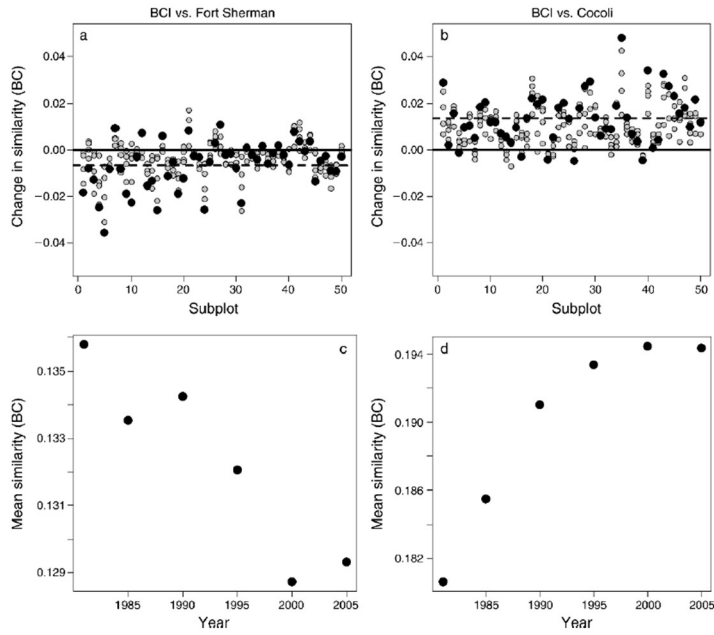 BCI vs. Fort Sherman
BCI vs. Cocoli
a
b
0.04
0.02
0.00
−0.02
−0.04
Change in similarity (BC)
0 10 20 30 40 50
Subplot
0.04
0.02
0.00
−0.02
−0.04
Change in similarity (BC)
0 10 20 30 40 50
Subplot
c
0.135
0.133
0.131
0.129
Mean similarity (BC)
1985 1990 1995 2000 2005
Year
d
0.194
0.190
0.186
0.182
Mean similarity (BC)
1985 1990 1995 2000 2005
Year